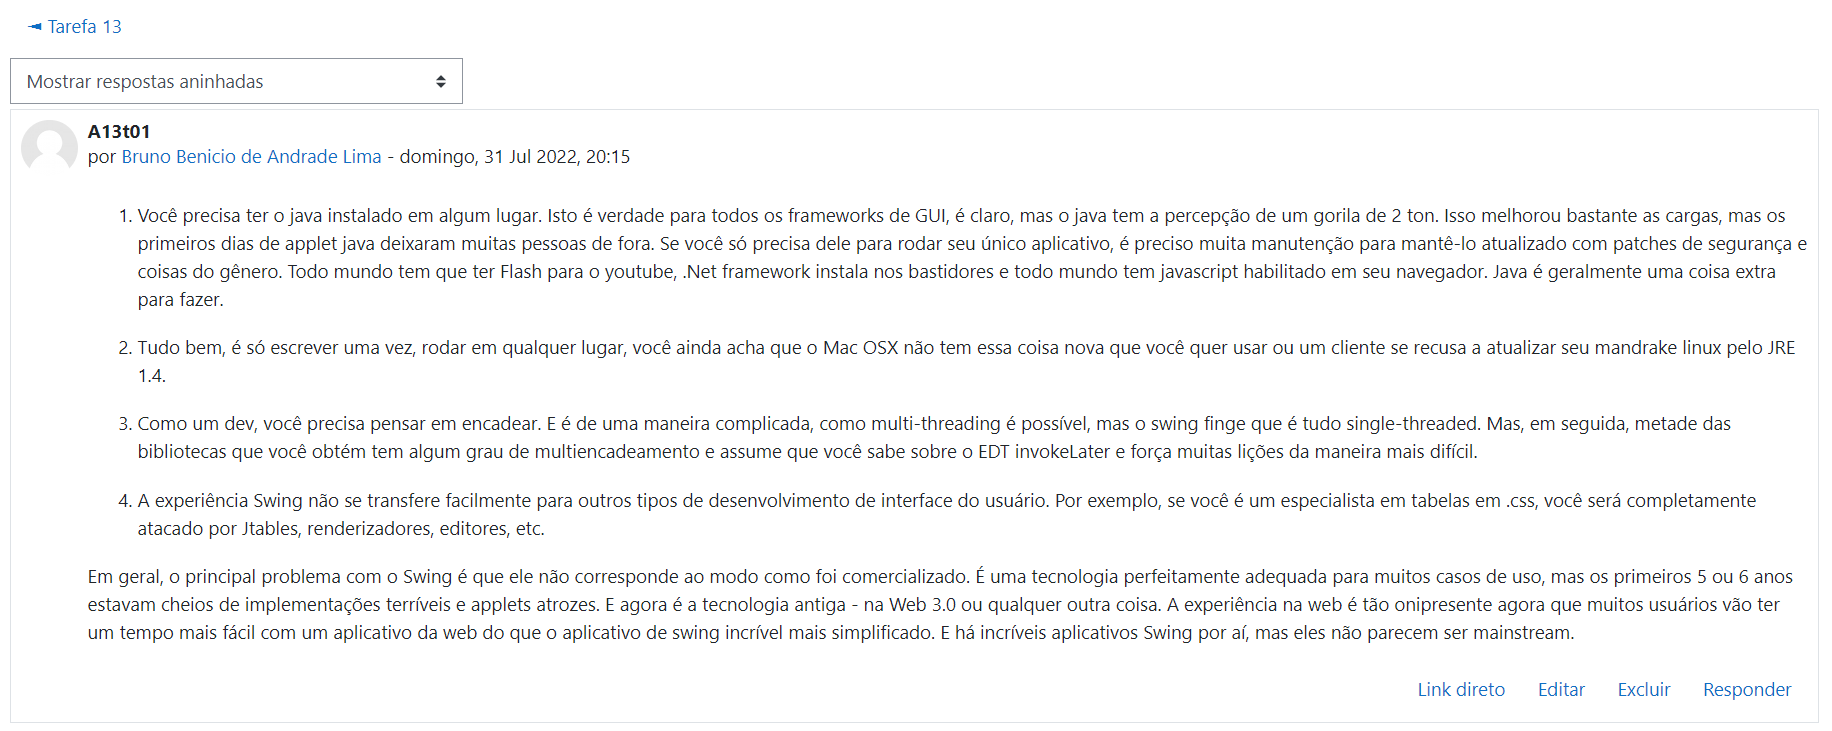 ◄ Tarefa 13
Mostrar respostas aninhadas
A13t01
por Bruno Benicio de Andrade Lima - domingo, 31 Jul 2022, 20:15
1. Você precisa ter o java instalado em algum lugar. Isto é verdade para todos os frameworks de GUI, é claro, mas o java tem a percepção de um gorila de 2 ton. Isso melhorou bastante as cargas, mas os
primeiros dias de applet java deixaram muitas pessoas de fora. Se você só precisa dele para rodar seu único aplicativo, é preciso muita manutenção para mantê-lo atualizado com patches de segurança e
coisas do gênero. Todo mundo tem que ter Flash para o youtube, .Net framework instala nos bastidores e todo mundo tem javascript habilitado em seu navegador. Java é geralmente uma coisa extra
para fazer.
2. Tudo bem, é só escrever uma vez, rodar em qualquer lugar, você ainda acha que o Mac OSX não tem essa coisa nova que você quer usar ou um cliente se recusa a atualizar seu mandrake linux pelo JRE
1.4.
3. Como um dev, você precisa pensar em encadear. E é de uma maneira complicada, como multi-threading é possível, mas o swing finge que é tudo single-threaded. Mas, em seguida, metade das
bibliotecas que você obtém tem algum grau de multiencadeamento e assume que você sabe sobre o EDT invokeLater e força muitas lições da maneira mais difícil.
4. A experiência Swing não se transfere facilmente para outros tipos de desenvolvimento de interface do usuário. Por exemplo, se você é um especialista em tabelas em .css, você será completamente
atacado por Jtables, renderizadores, editores, etc.
Em geral, o principal problema com o Swing é que ele não corresponde ao modo como foi comercializado. É uma tecnologia perfeitamente adequada para muitos casos de uso, mas os primeiros 5 ou 6 anos
estavam cheios de implementações terríveis e applets atrozes. E agora é a tecnologia antiga - na Web 3.0 ou qualquer outra coisa. A experiência na web é tão onipresente agora que muitos usuários vão ter
um tempo mais fácil com um aplicativo da web do que o aplicativo de swing incrível mais simplificado. E há incríveis aplicativos Swing por aí, mas eles não parecem ser mainstream.
Link direto Editar Excluir Responder